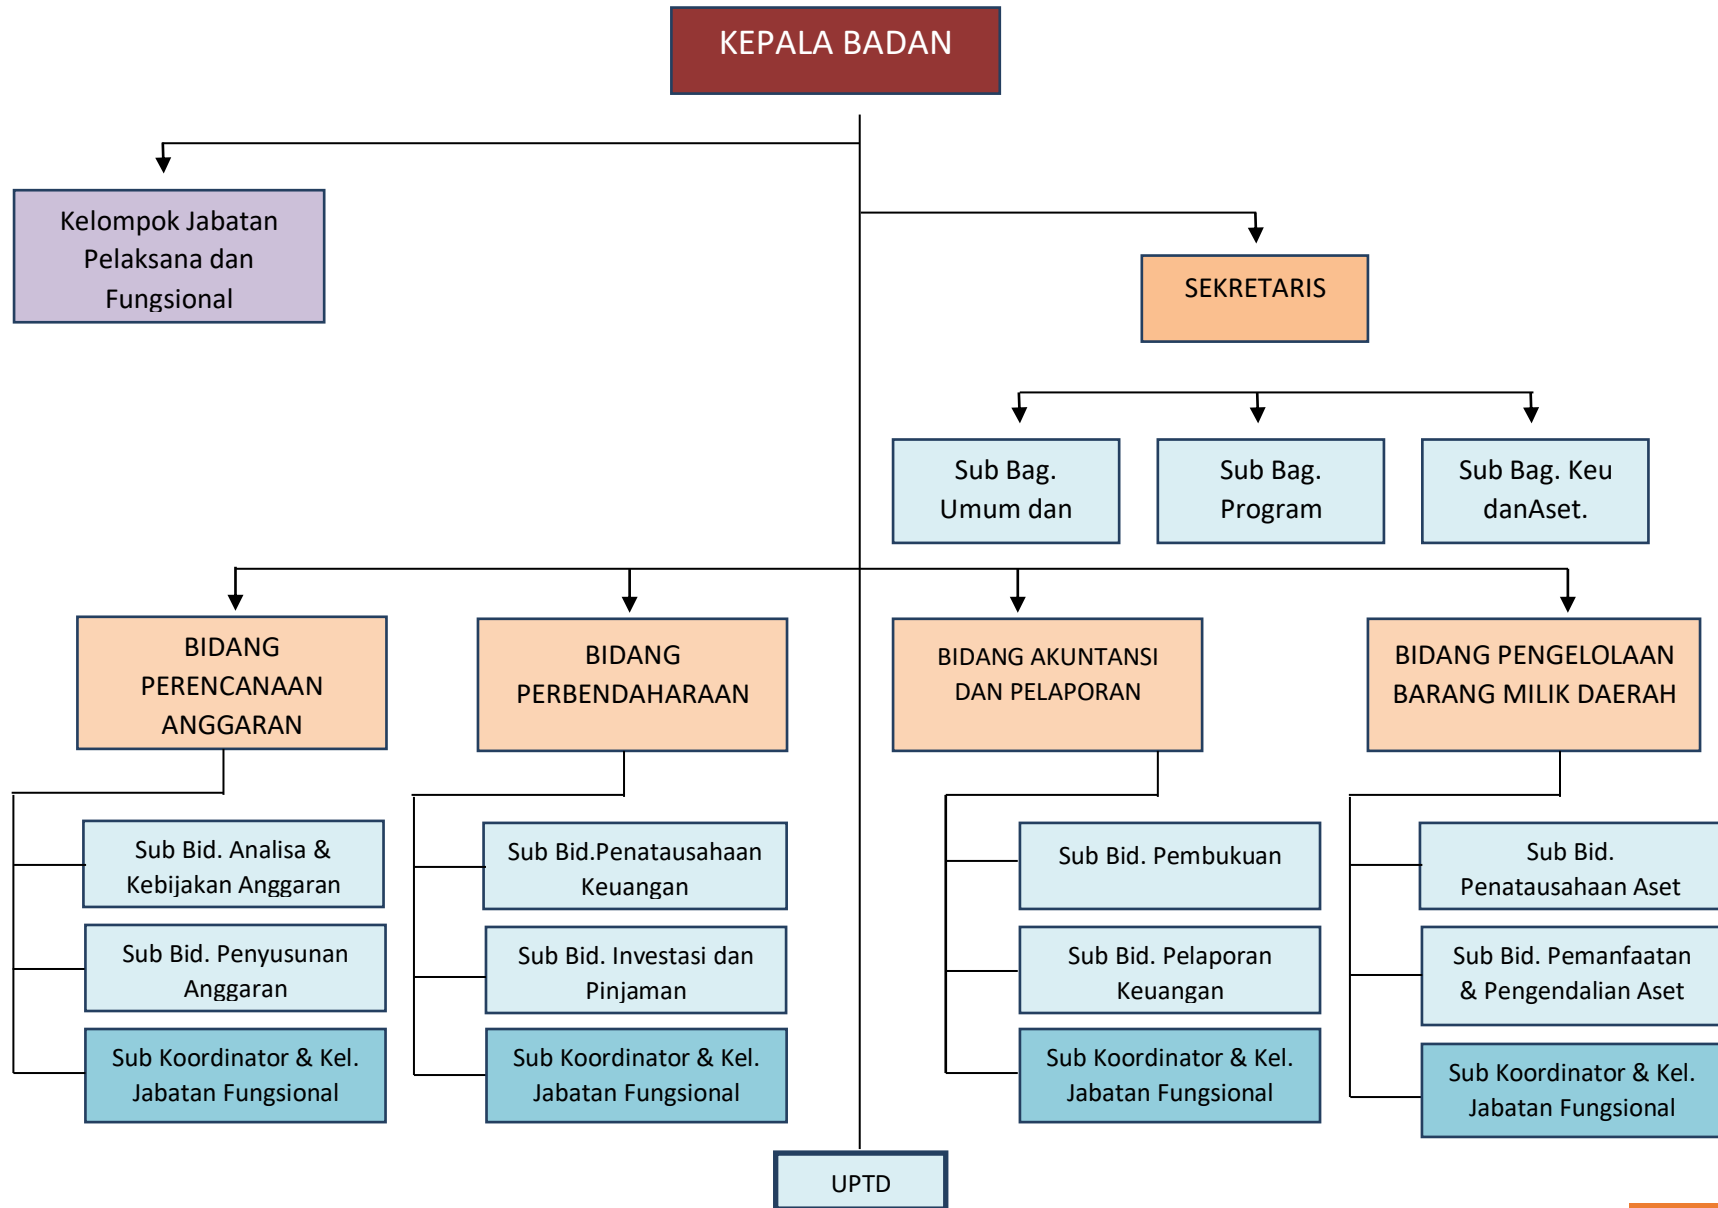 KEPALA BADAN
Kelompok Jabatan
Pelaksana dan
Fungsional
SEKRETARIS
Sub Bag.
Umum dan
Sub Bag.
Program
Sub Bag. Keu
danAset.
BIDANG
PERENCANAAN
ANGGARAN
BIDANG
PERBENDAHARAAN
BIDANG AKUNTANSI
DAN PELAPORAN
BIDANG PENGELOLAAN
BARANG MILIK DAERAH
Sub Bid. Analisa &
Kebijakan Anggaran
Sub Bid.Penatausahaan
Keuangan
Sub Bid. Pembukuan
Sub Bid.
Penatausahaan Aset
Sub Bid. Penyusunan
Anggaran
Sub Bid. Investasi dan
Pinjaman
Sub Bid. Pelaporan
Keuangan
Sub Bid. Pemanfaatan
& Pengendalian Aset
Sub Koordinator & Kel.
Jabatan Fungsional
Sub Koordinator & Kel.
Jabatan Fungsional
Sub Koordinator & Kel.
Jabatan Fungsional
Sub Koordinator & Kel.
Jabatan Fungsional
UPTD